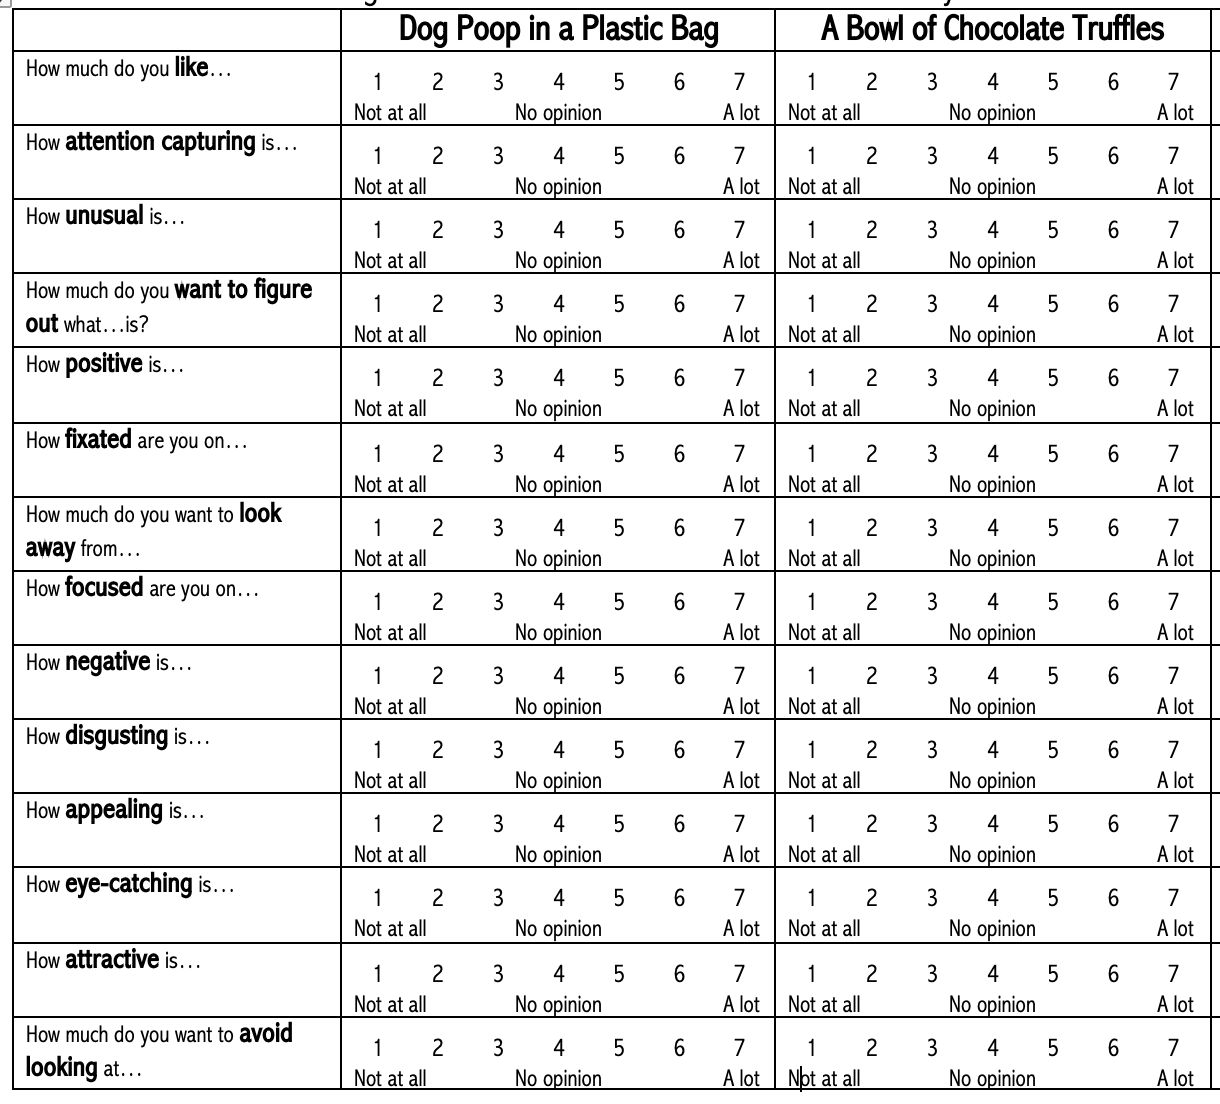 Dog Poop in a Plastic Bag A Bowl of Chocolate Truffles
How much do you like…
1 2 3 4 5 6 7 1 2 3 4 5 6 7
Not at all No opinion A lot Not at all No opinion A lot
How attention capturing is…
1 2 3 4 5 6 7 1 2 3 4 5 6 7
Not at all No opinion A lot Not at all No opinion A lot
How unusual is…
1 2 3 4 5 6 7 1 2 3 4 5 6 7
Not at all No opinion A lot Not at all No opinion A lot
How much do you want to figure
out what…is?
1 2 3 4 5 6 7 1 2 3 4 5 6 7
Not at all No opinion A lot Not at all No opinion A lot
How positive is…
1 2 3 4 5 6 7 1 2 3 4 5 6 7
Not at all No opinion A lot Not at all No opinion A lot
How fixated are you on…
1 2 3 4 5 6 7 1 2 3 4 5 6 7
Not at all No opinion A lot Not at all No opinion A lot
How much do you want to look
away from…
1 2 3 4 5 6 7 1 2 3 4 5 6 7
Not at all No opinion A lot Not at all No opinion A lot
How focused are you on…
1 2 3 4 5 6 7 1 2 3 4 5 6 7
Not at all No opinion A lot Not at all No opinion A lot
How negative is…
1 2 3 4 5 6 7 1 2 3 4 5 6 7
Not at all No opinion A lot Not at all No opinion A lot
How disgusting is…
1 2 3 4 5 6 7 1 2 3 4 5 6 7
Not at all No opinion A lot Not at all No opinion A lot
How appealing is…
1 2 3 4 5 6 7 1 2 3 4 5 6 7
Not at all No opinion A lot Not at all No opinion A lot
How eye-catching is…
1 2 3 4 5 6 7 1 2 3 4 5 6 7
Not at all No opinion A lot Not at all No opinion A lot
How attractive is…
1 2 3 4 5 6 7 1 2 3 4 5 6 7
Not at all No opinion A lot Not at all No opinion A lot
How much do you want to avoid
looking at…
1 2 3 4 5 6 7 1 2 3 4 5 6 7
Not at all No opinion A lot Not at all No opinion A lot